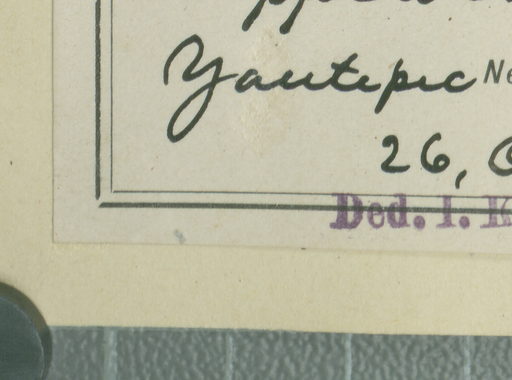 Yautepec Ne
26,
Ded. I.